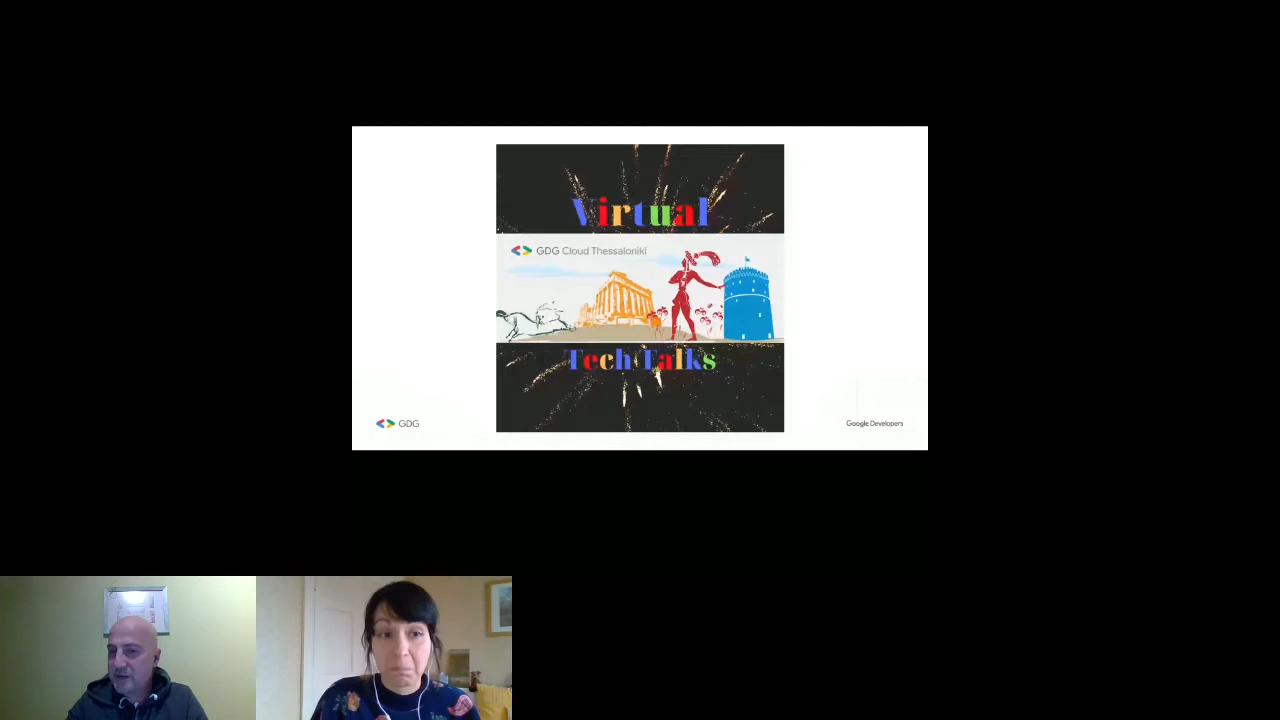 Virtual
GDG Cloud Thessaloniki
Tech Talks
GDG
Google Developers